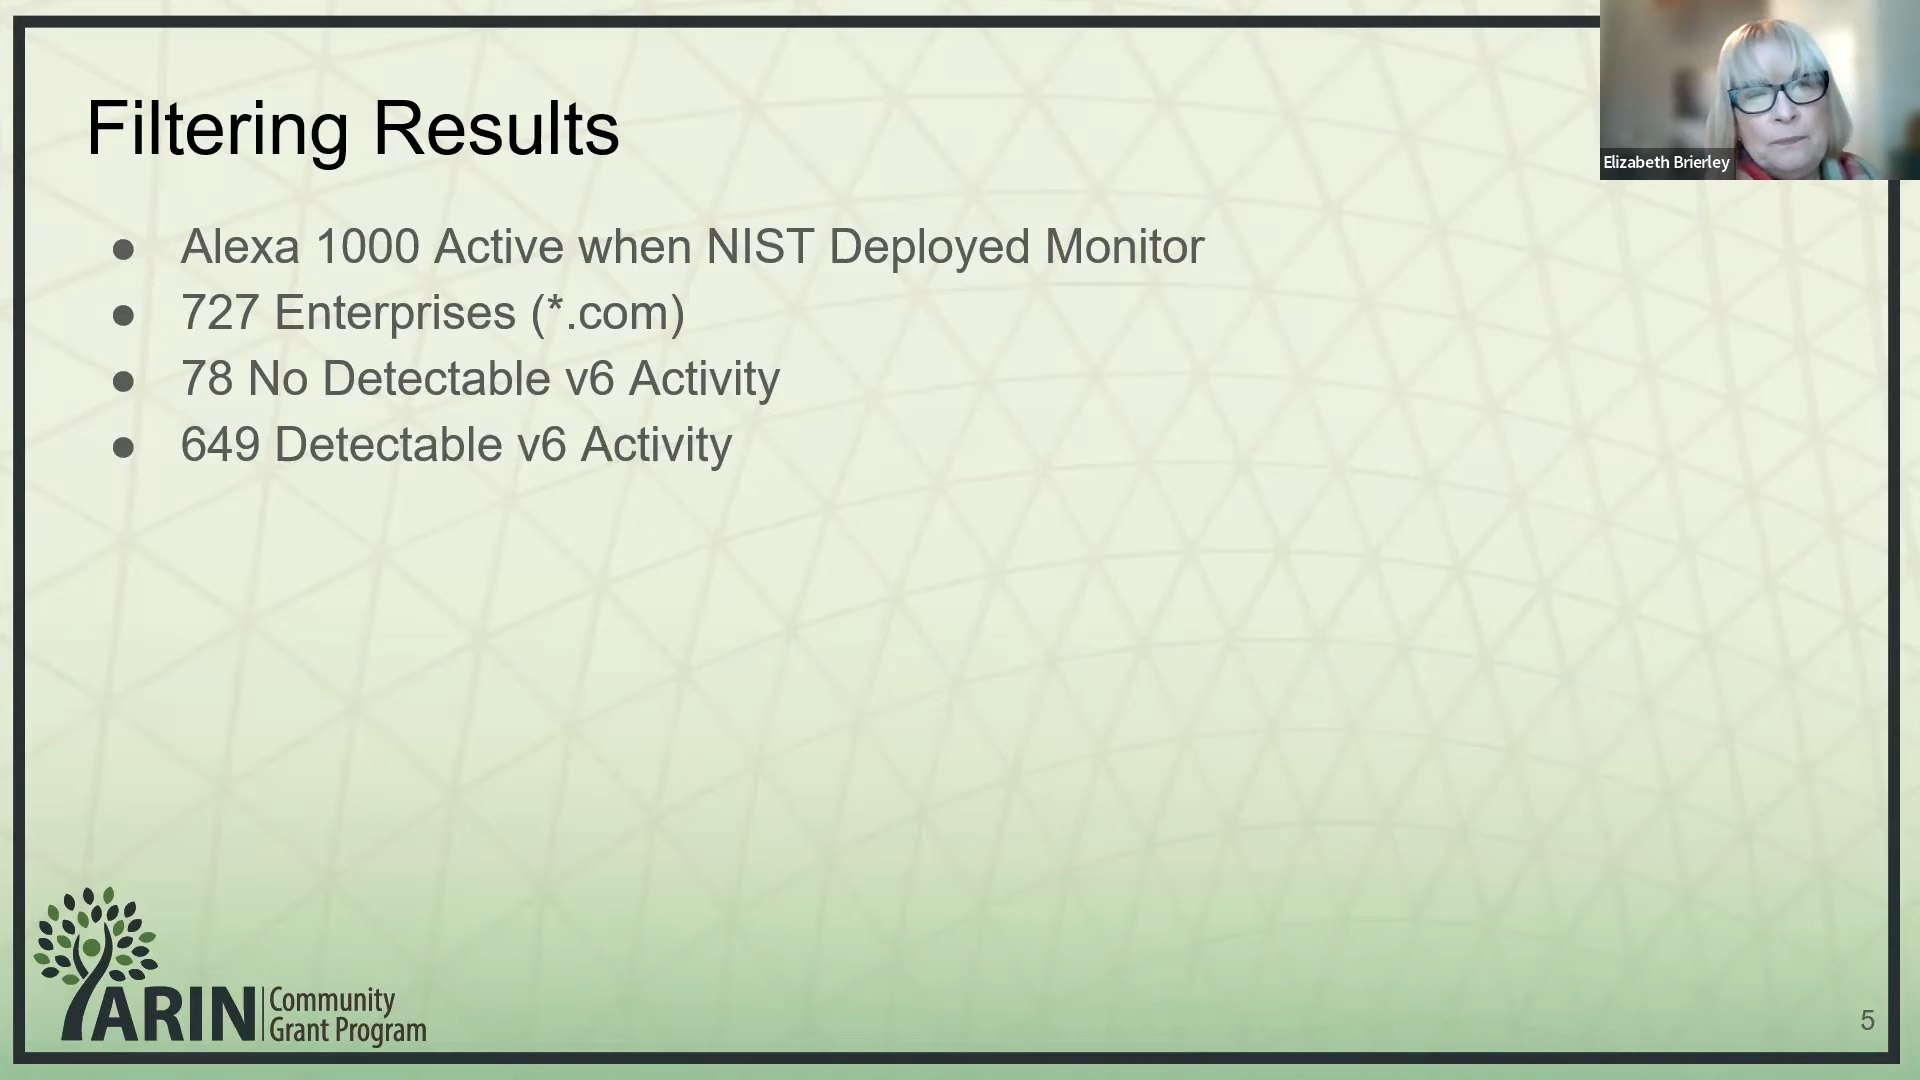 Filtering Results
Elizabeth Brierley
● Alexa 1000 Active when NIST Deployed Monitor
● 727 Enterprises (*.com)
● 78 No Detectable v6 Activity
● 649 Detectable v6 Activity
ARIN
Community
Grant Program
5